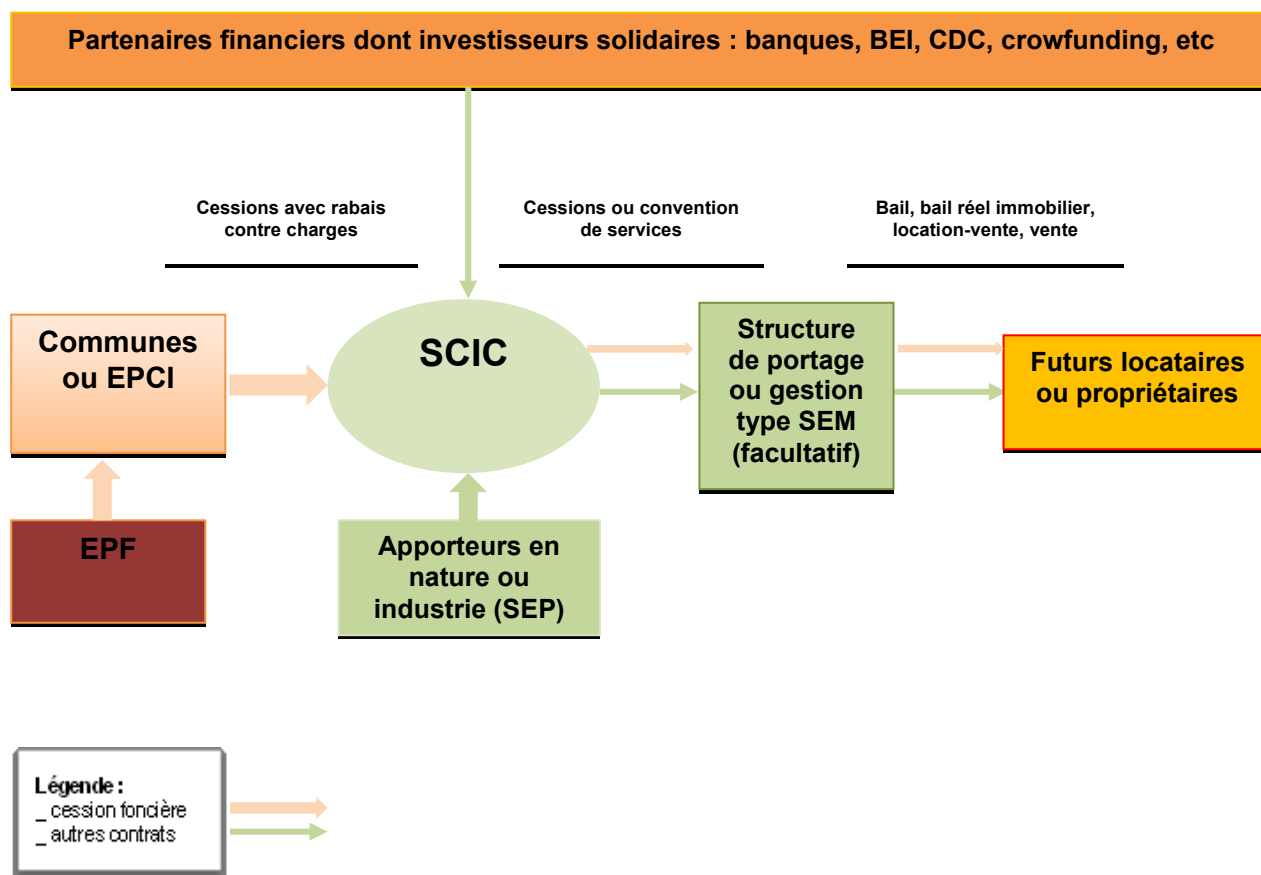 Partenaires financiers dont investisseurs solidaires : banques, BEI, CDC, crowfunding, etc
Cessions avec rabais
contre charges
Cessions ou convention
de services
Bail, bail réel immobilier,
location-vente, vente
Communes
ou EPCI
SCIC
Structure
de portage
ou gestion
type SEM
(facultatif)
Futurs locataires
ou propriétaires
EPF
Apporteurs en
nature ou
industrie (SEP)
Légende :
_ cession foncière
_ autres contrats